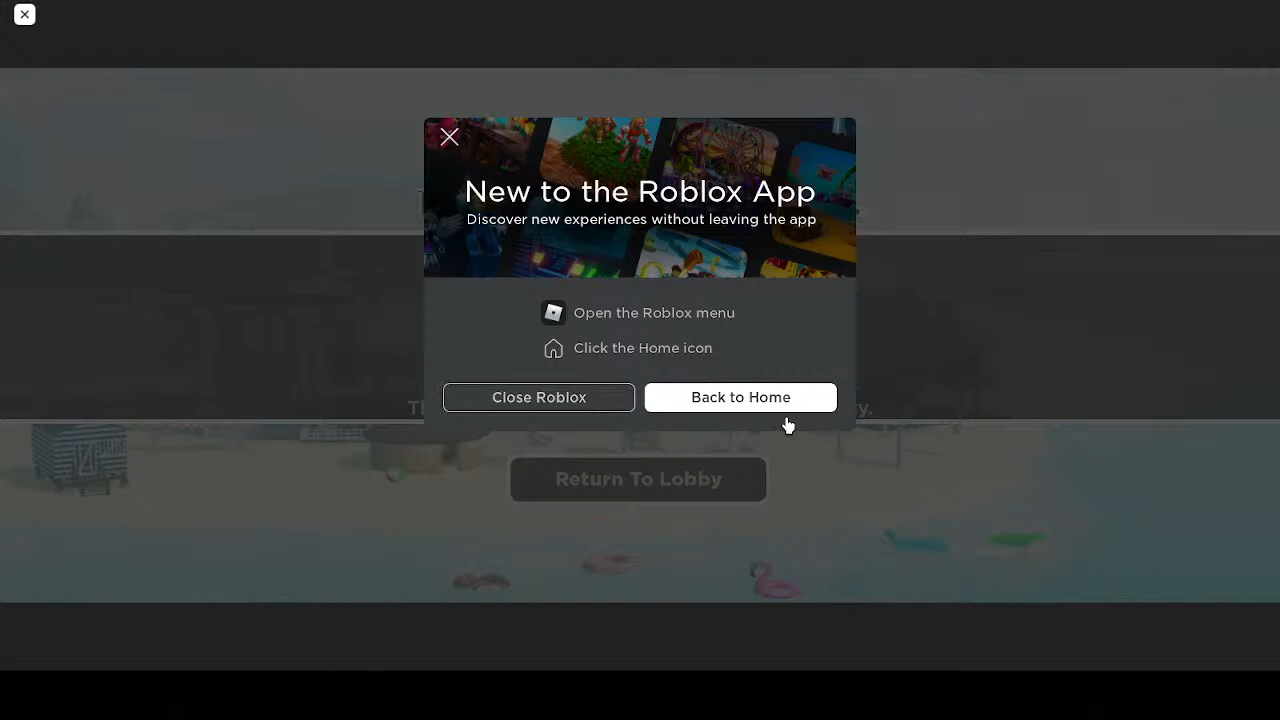 New to the Roblox App
Discover new experiences without leaving the app
Open the Roblox menu
Click the Home icon
Close Roblox
Back to Home
Return To Lobby